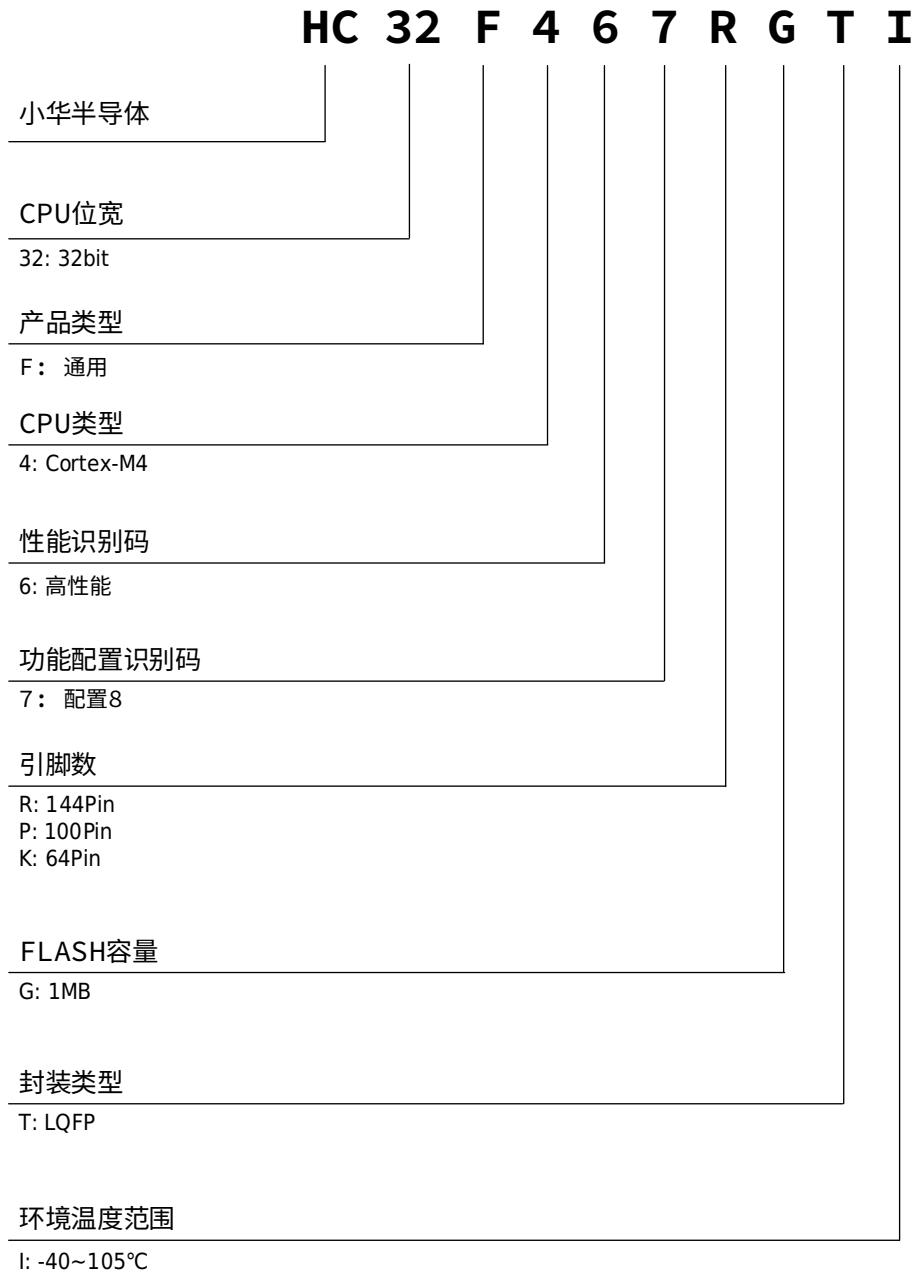 HC 32 F 4 6 7 R G T I
小华半导体
CPU位宽
32: 32bit
产品类型
F: 通用
CPU类型
4: Cortex-M4
性能识别码
6: 高性能
功能配置识别码
7: 配置8
引脚数
R: 144Pin
P: 100Pin
K: 64Pin
FLASH容量
G: 1MB
封装类型
T: LQFP
环境温度范围
I: -40~105℃